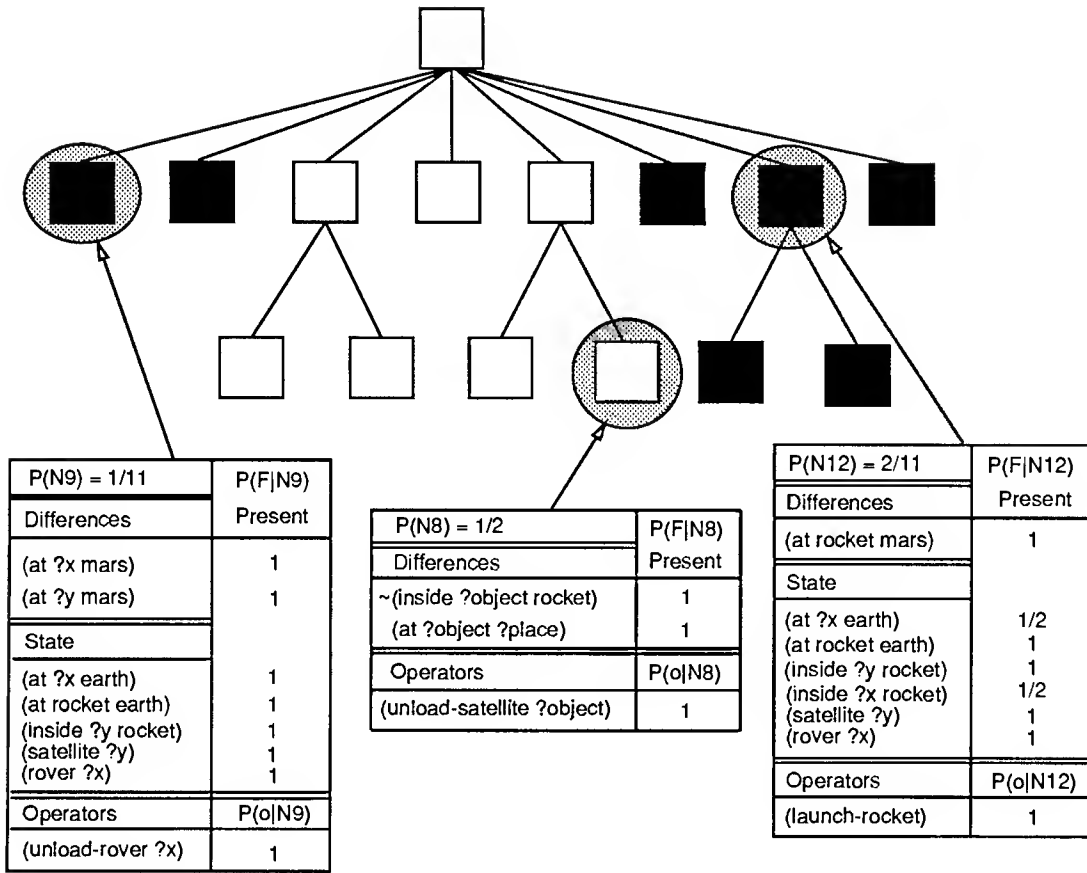 P(N9) = 1/11 P(F|N9)
Differences Present
(at ?x mars) 1
(at ?y mars) 1
State
(at ?x earth) 1
(at rocket earth) 1
(inside ?y rocket) 1
(satellite ?y) 1
(rover ?x) 1
Operators P(o|N9)
(unload-rover ?x) 1
P(N8) = 1/2 P(F|N8)
Differences Present
~(inside ?object rocket) 1
(at ?object ?place) 1
Operators P(o|N8)
(unload-satellite ?object) 1
P(N12) = 2/11 P(F|N12)
Differences Present
(at rocket mars) 1
State
(at ?x earth) 1/2
(at rocket earth) 1
(inside ?y rocket) 1
(inside ?x rocket) 1/2
(satellite ?y) 1
(rover ?x) 1
Operators P(o|N12)
(launch-rocket) 1